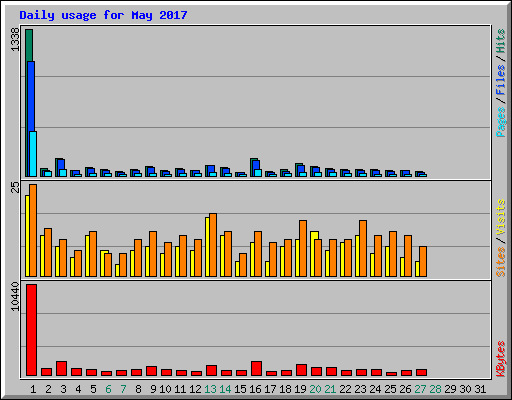 Daily usage for May 2017
1338
Pages / Files / Hits
25
Sites / Visits
10440
KBytes
1 2 3 4 5 6 7 8 9 10 11 12 13 14 15 16 17 18 19 20 21 22 23 24 25 26 27 28 29 30 31